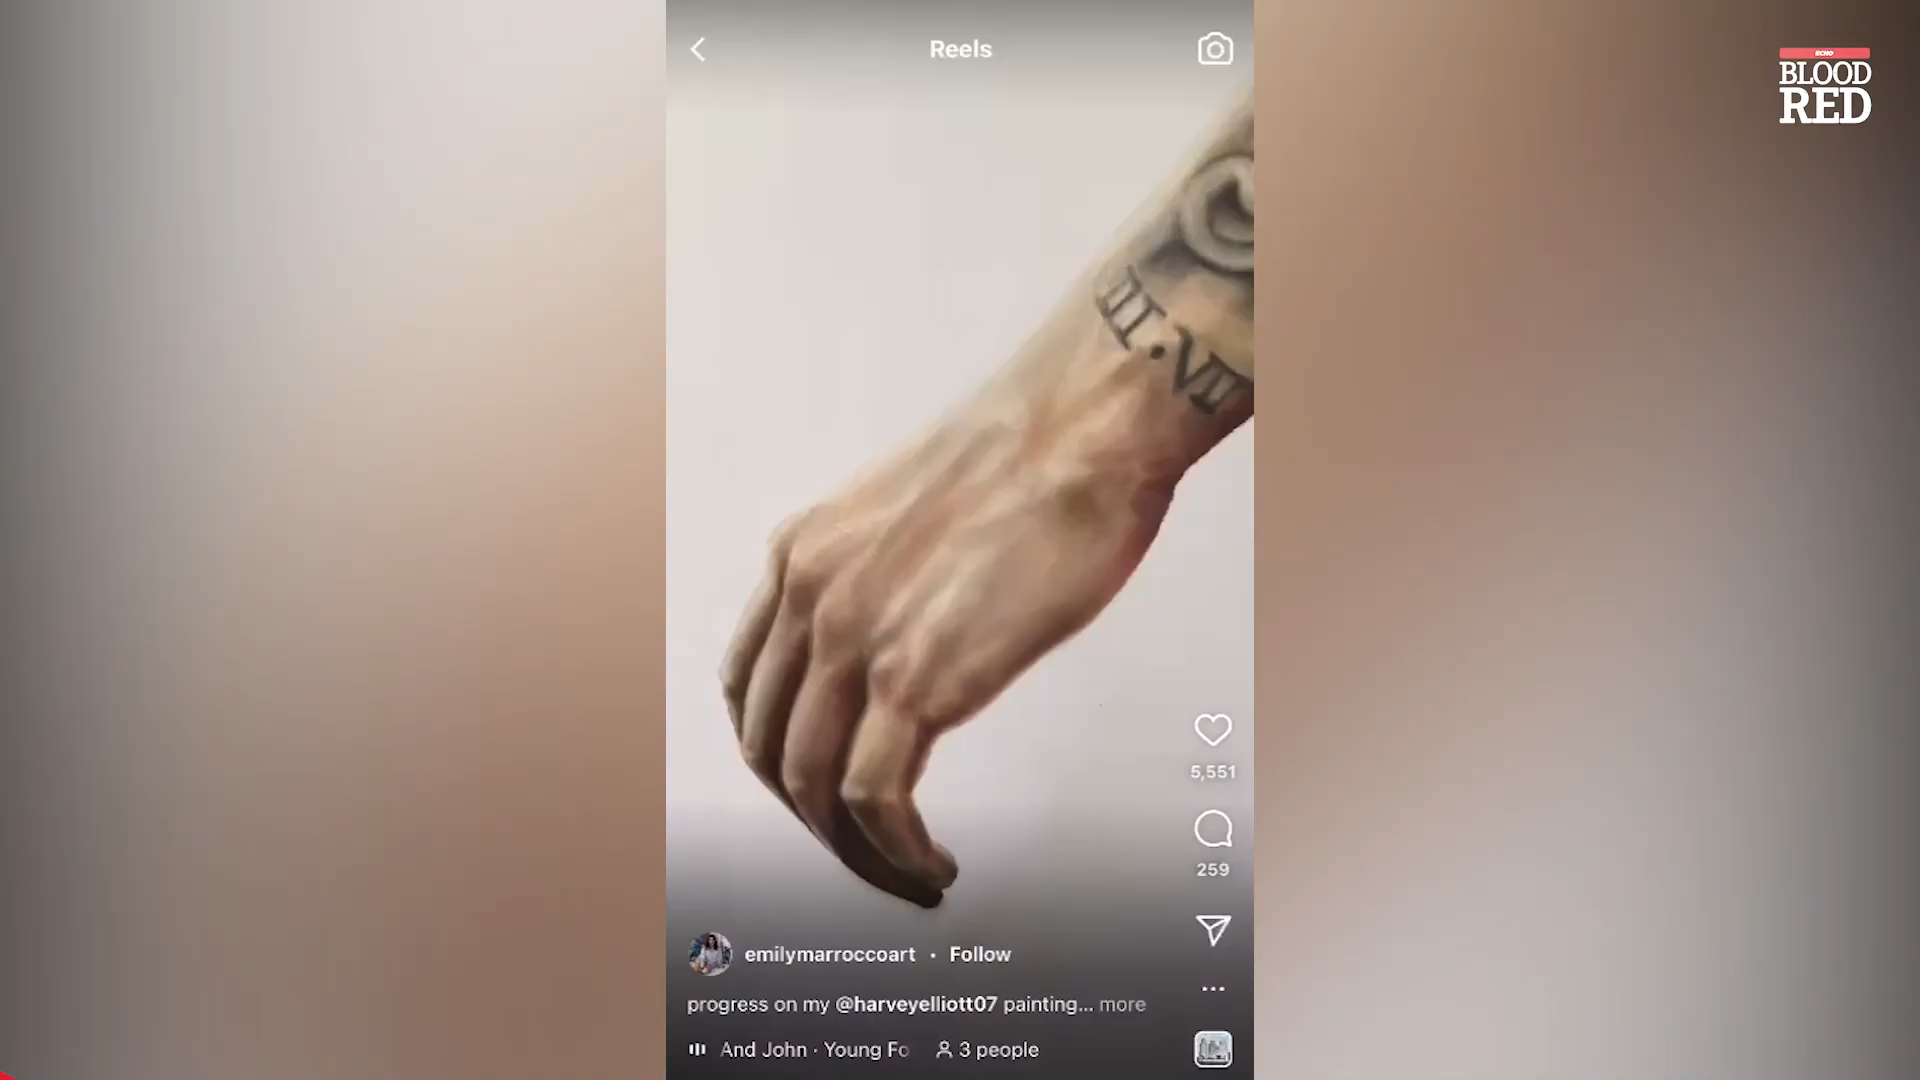 Reels
ECHO
BLOOD
RED
III.VII
5,551
259
emilymarroccoart • Follow
progress on my @harveyelliott07 painting... more
And John · Young Fo
3 people